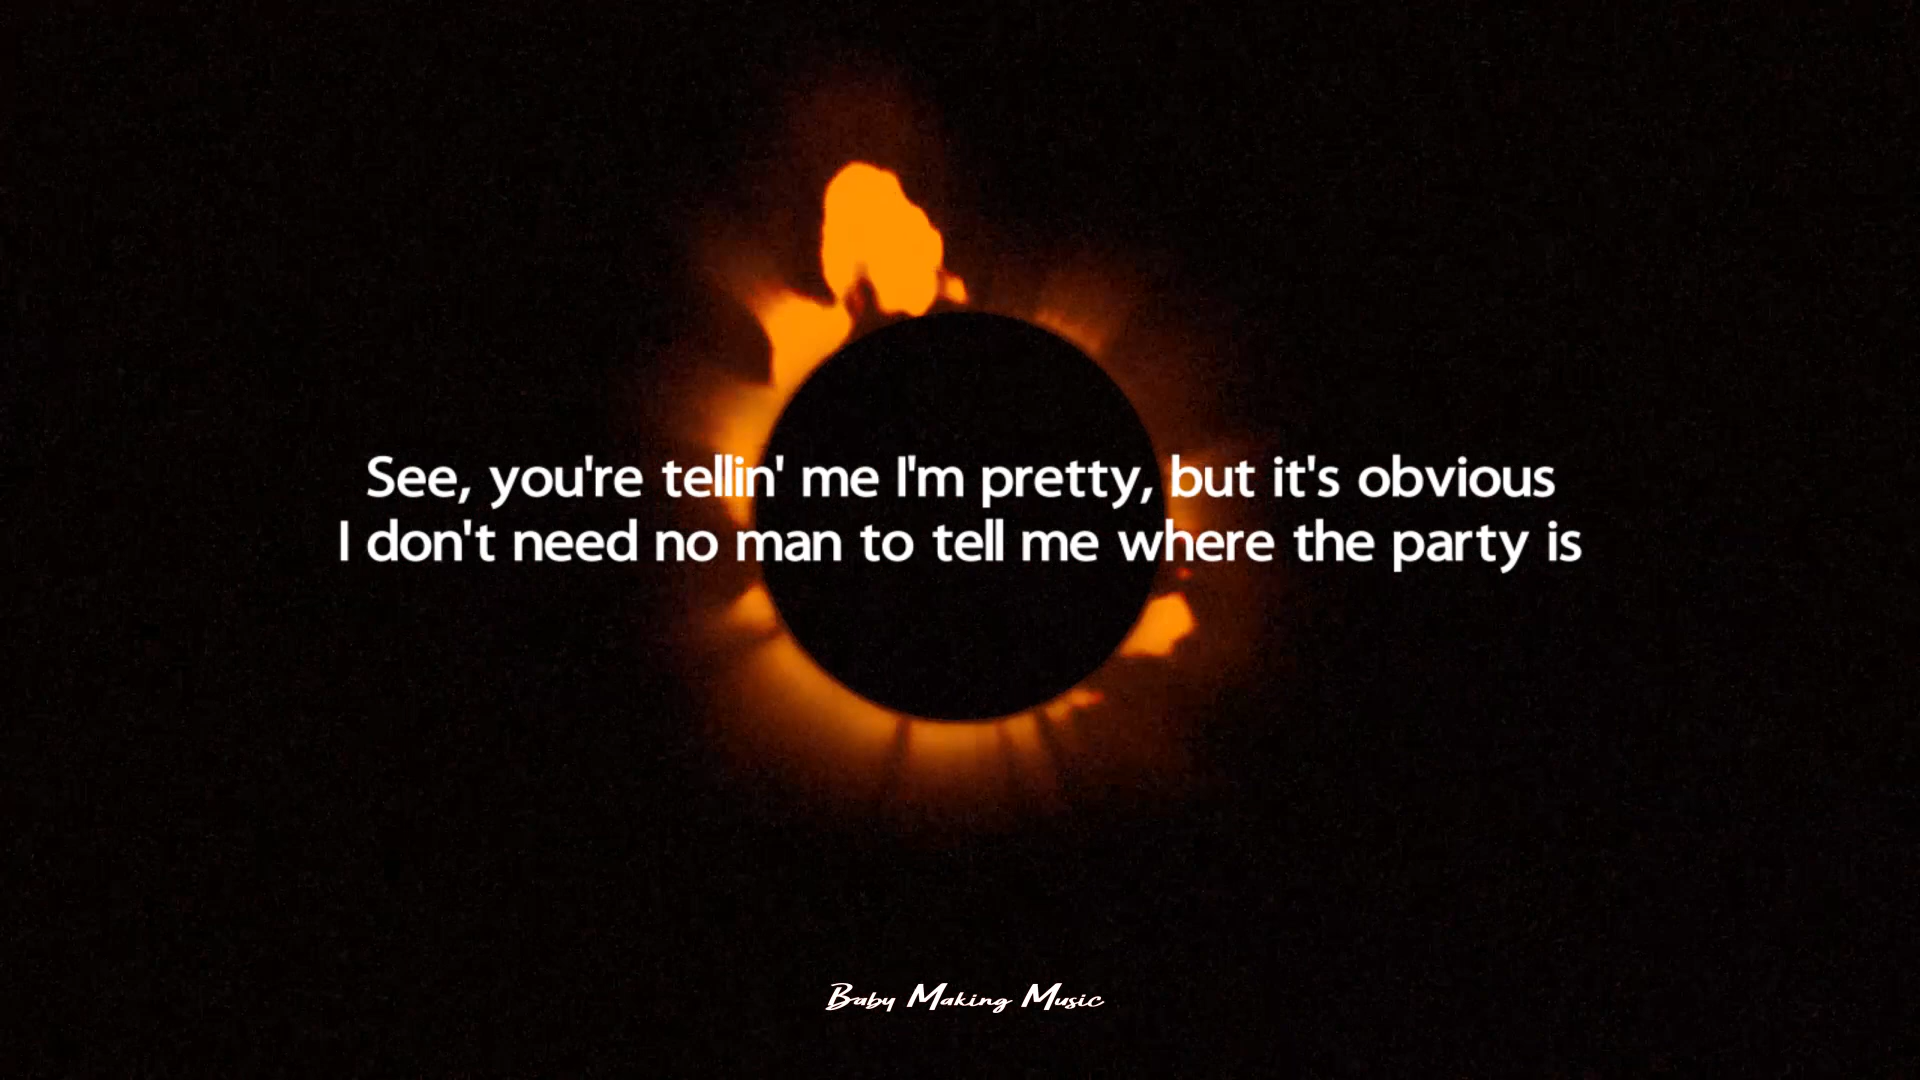 See, you're tellin' me I'm pretty, but it's obvious
I don't need no man to tell me where the party is
Baby Making Music